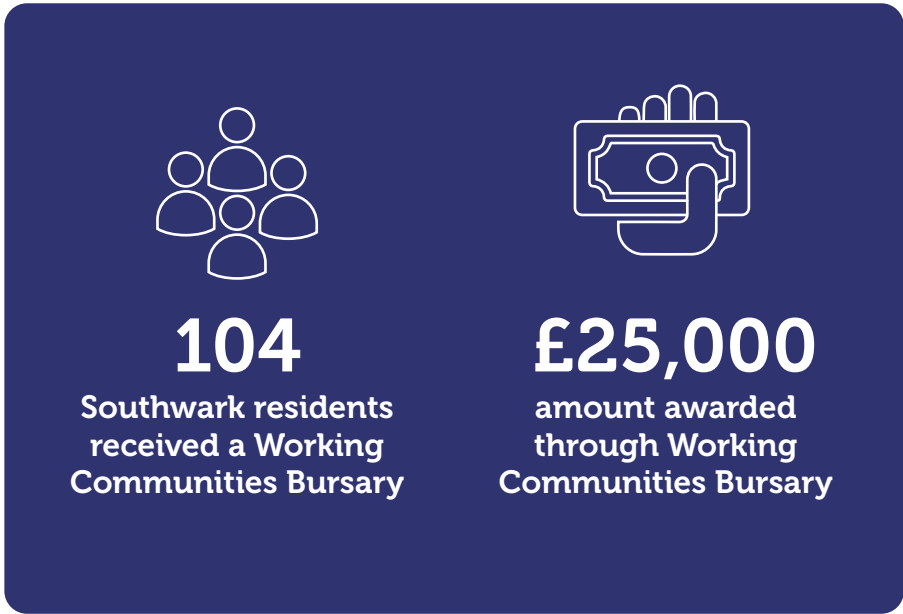 104
Southwark residents
received a Working
Communities Bursary
£25,000
amount awarded
through Working
Communities Bursary